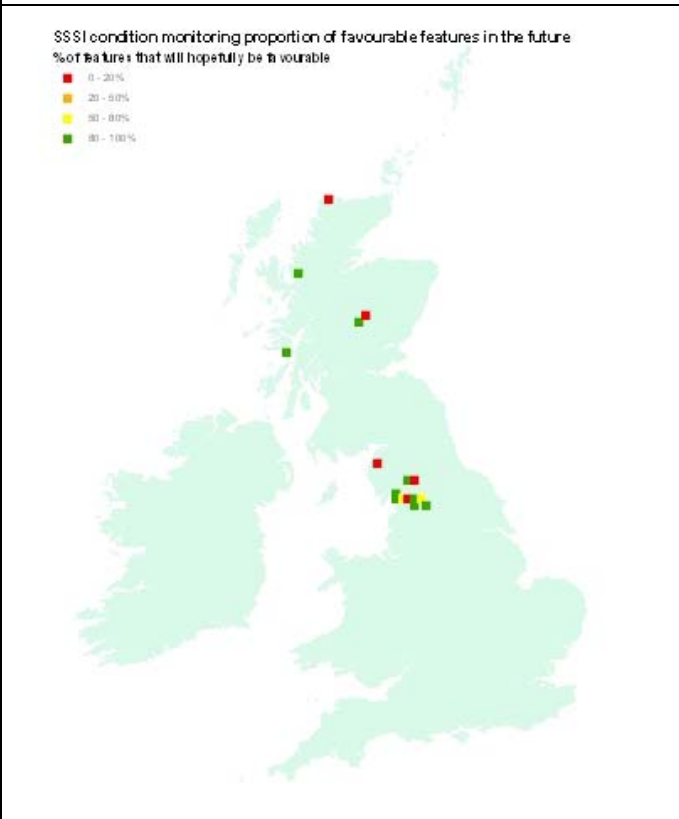 SSSI condition monitoring proportion of favourable features in the future
% of features that will hopefully be favourable
0 - 20%
20 - 50%
50 - 80%
80 - 100%